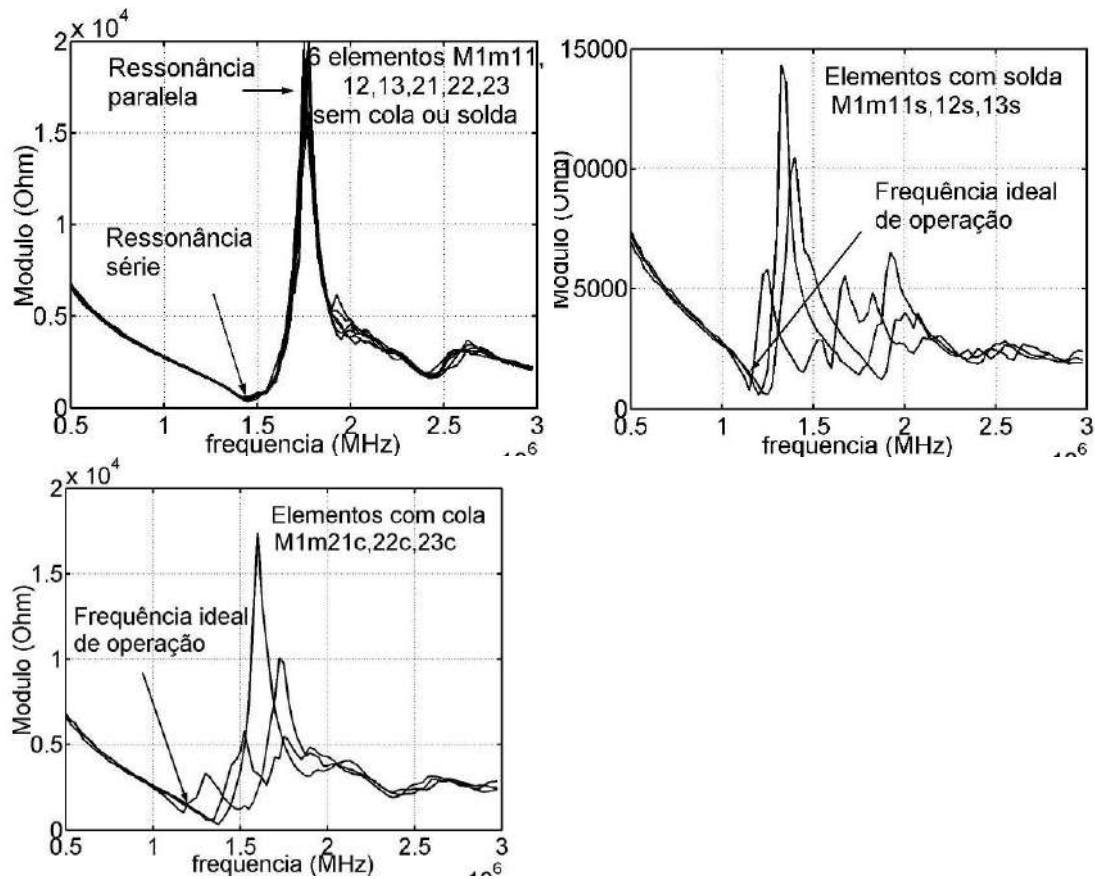 2 x 10^4
6 elementos M1m11,
12,13,21,22,23
sem cola ou solda
Ressonância
paralela
Ressonância
série
Modulo (Ohm)
1.5
1
0.5
0
0.5
1
1.5
2
2.5
3
frequencia (MHz)
15000
Elementos com solda
M1m11s,12s,13s
Frequência ideal
de operação
Modulo (Ohm)
10000
5000
0
0.5
1
1.5
2
2.5
3
frequencia (MHz)
10^6
2 x 10^4
Elementos com cola
M1m21c,22c,23c
Frequência ideal
de operação
Modulo (Ohm)
1.5
1
0.5
0
0.5
1
1.5
2
2.5
3
frequencia (MHz)